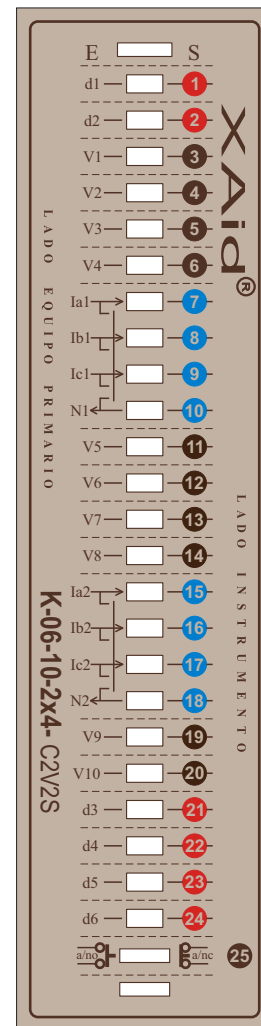 E S
d1 1
d2 2
V1 3
V2 4
V3 5
V4 6
Ia1 7
Ib1 8
Ic1 9
N1 10
V5 11
V6 12
V7 13
V8 14
Ia2 15
Ib2 16
Ic2 17
N2 18
V9 19
V10 20
d3 21
d4 22
d5 23
d6 24
a/no a/nc 25
XAid®
LADO EQUIPO PRIMARIO
LADO INSTRUMENTO
K-06-10-2x4- C2V2S